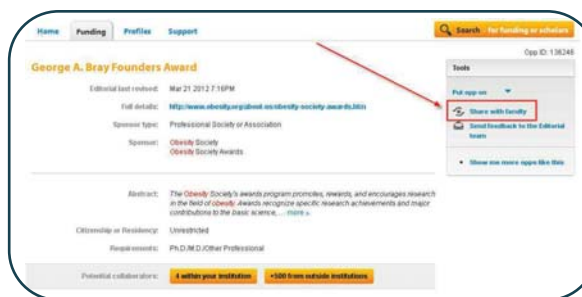 Home Funding Profiles Support
Search - for funding or scholars
Opp ID: 136246
George A. Bray Founders Award
Editorial last revised: Mar 21 2012 7:16PM
Full details: http://www.obesity.org/about-us/obesity-society-awards.htm
Sponsor type: Professional Society or Association
Sponsor: Obesity Society
Obesity Society Awards
Tools
Put opp on
Share with faculty
Send feedback to the Editorial
team
Show me more opps like this
Abstract: The Obesity Society's awards program promotes, rewards, and encourages research
in the field of obesity. Awards recognize specific research achievements and major
contributions to the basic science, ... more »
Citizenship or Residency: Unrestricted
Requirements: Ph.D./M.D./Other Professional
Potential collaborators: 4 within your institution +500 from outside institutions